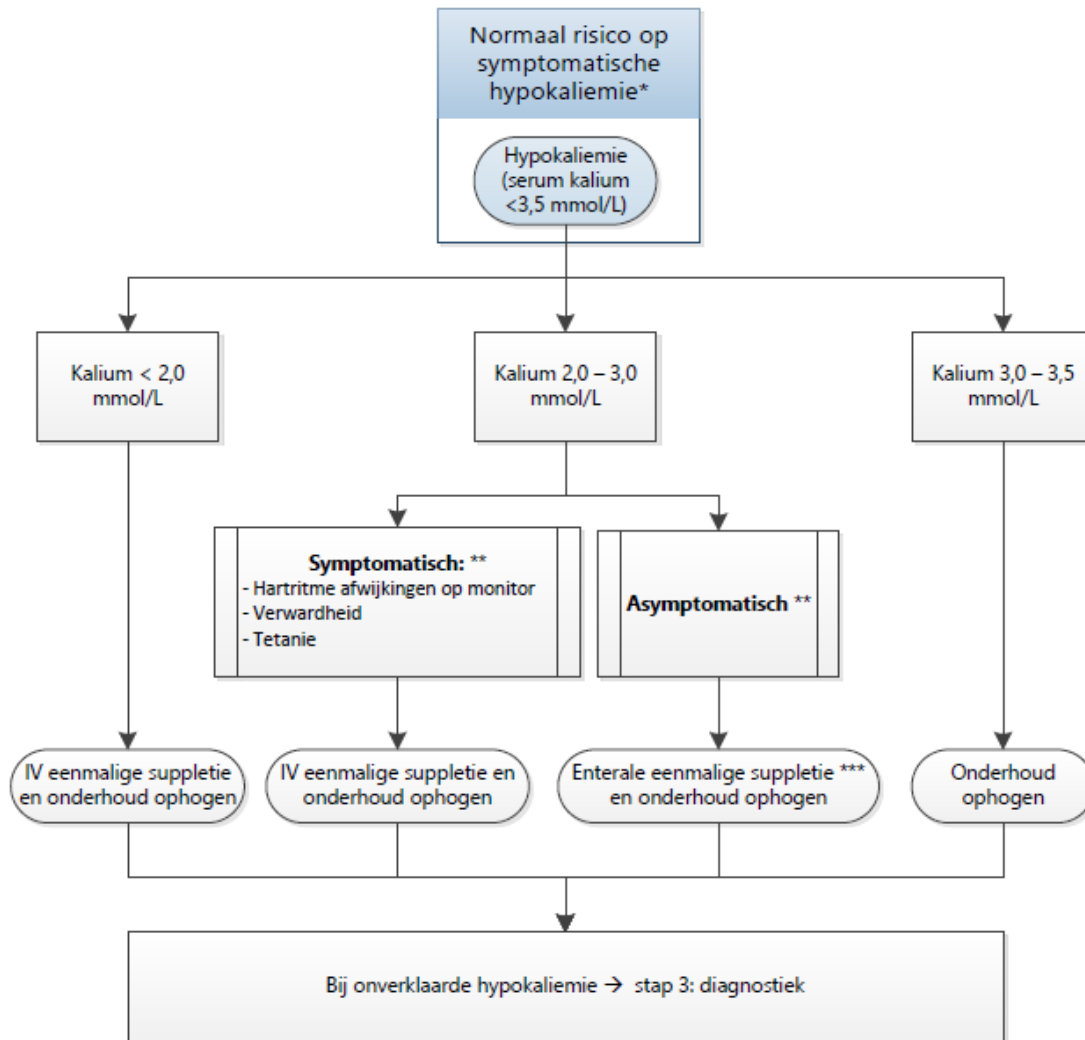 Normaal risico op
symptomatische
hypokaliemie*
Hypokaliemie
(serum kalium
<3,5 mmol/L)
Kalium < 2,0
mmol/L
Kalium 2,0 – 3,0
mmol/L
Kalium 3,0 – 3,5
mmol/L
Symptomatisch: **
- Hartritme afwijkingen op monitor
- Verwardheid
- Tetanie
Asymptomatisch **
IV eenmalige suppletie
en onderhoud ophogen
IV eenmalige suppletie en
onderhoud ophogen
Enterale eenmalige suppletie ***
en onderhoud ophogen
Onderhoud
ophogen
Bij onverklaarde hypokaliemie → stap 3: diagnostiek